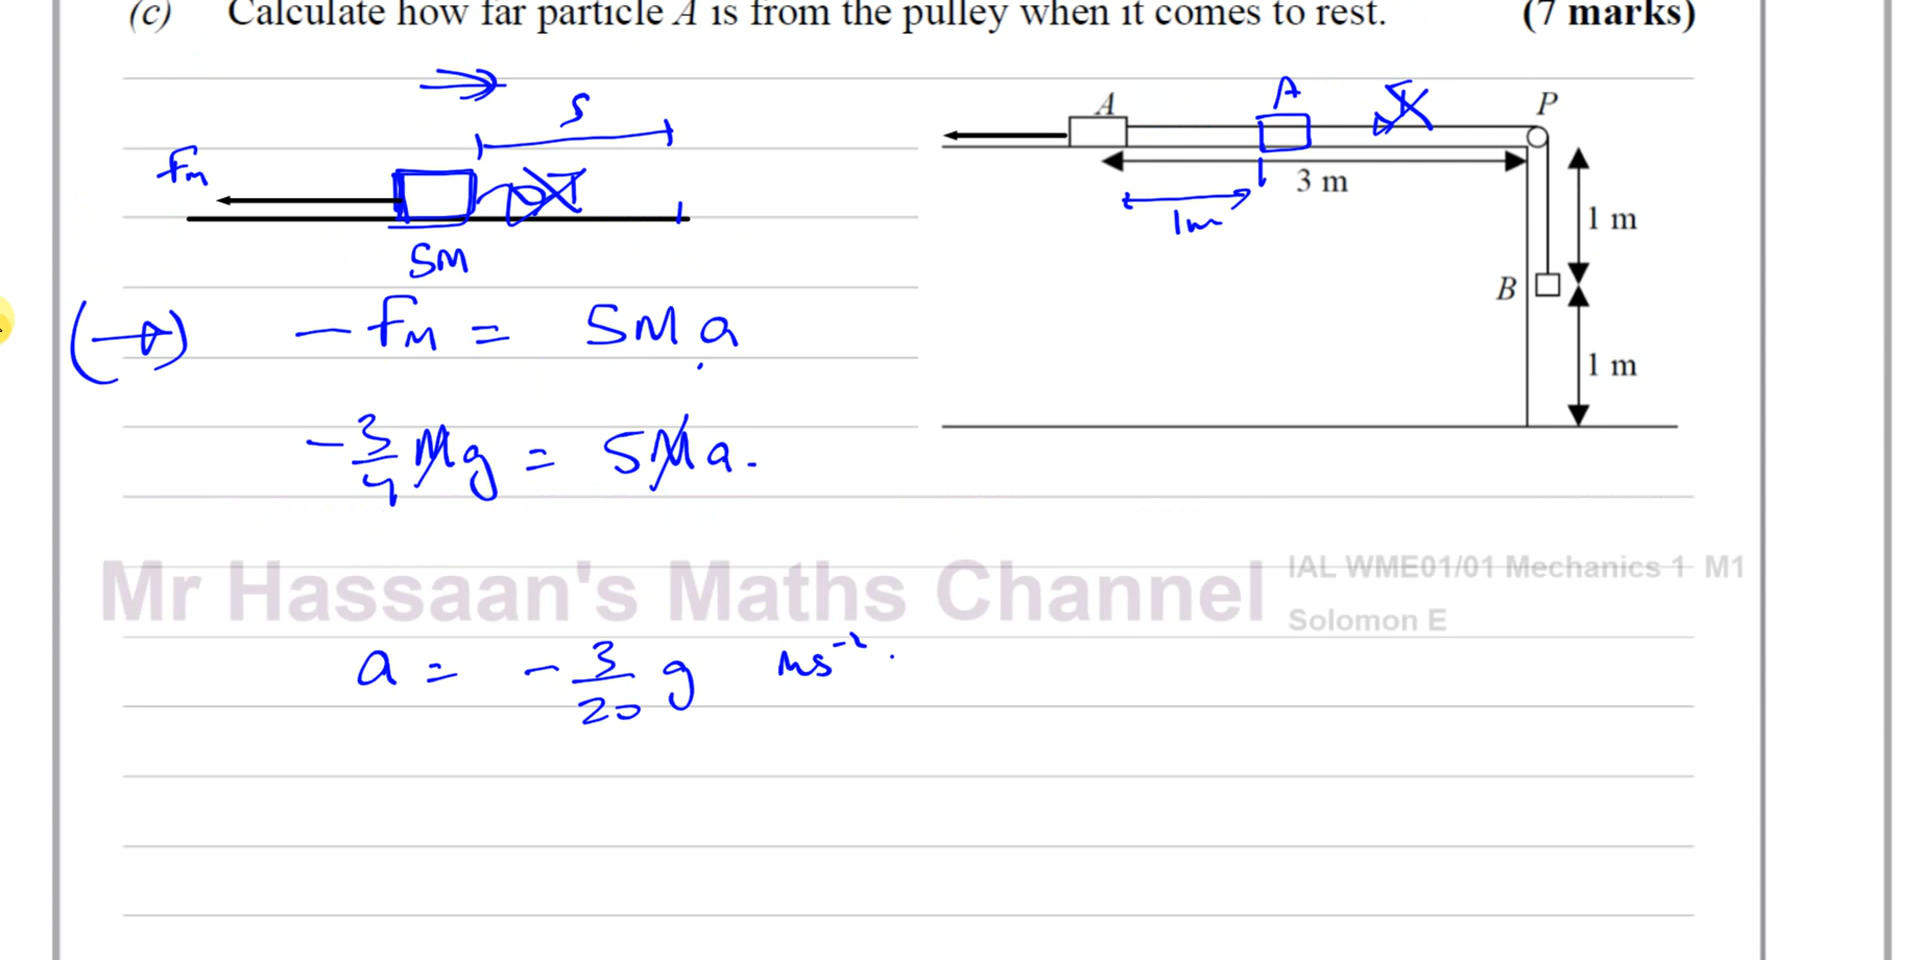 (c) Calculate how far particle A is from the pulley when it comes to rest. (7 marks)
S
A
A
P
Fm
3 m
1m
1 m
5M
B
(→) -Fm = 5Ma
1 m
-3/4 Mg = 5Ma.
Mr Hassaan's Maths Channel
IAL WME01/01 Mechanics 1 M1
Solomon E
a = -3/20 g ms⁻².